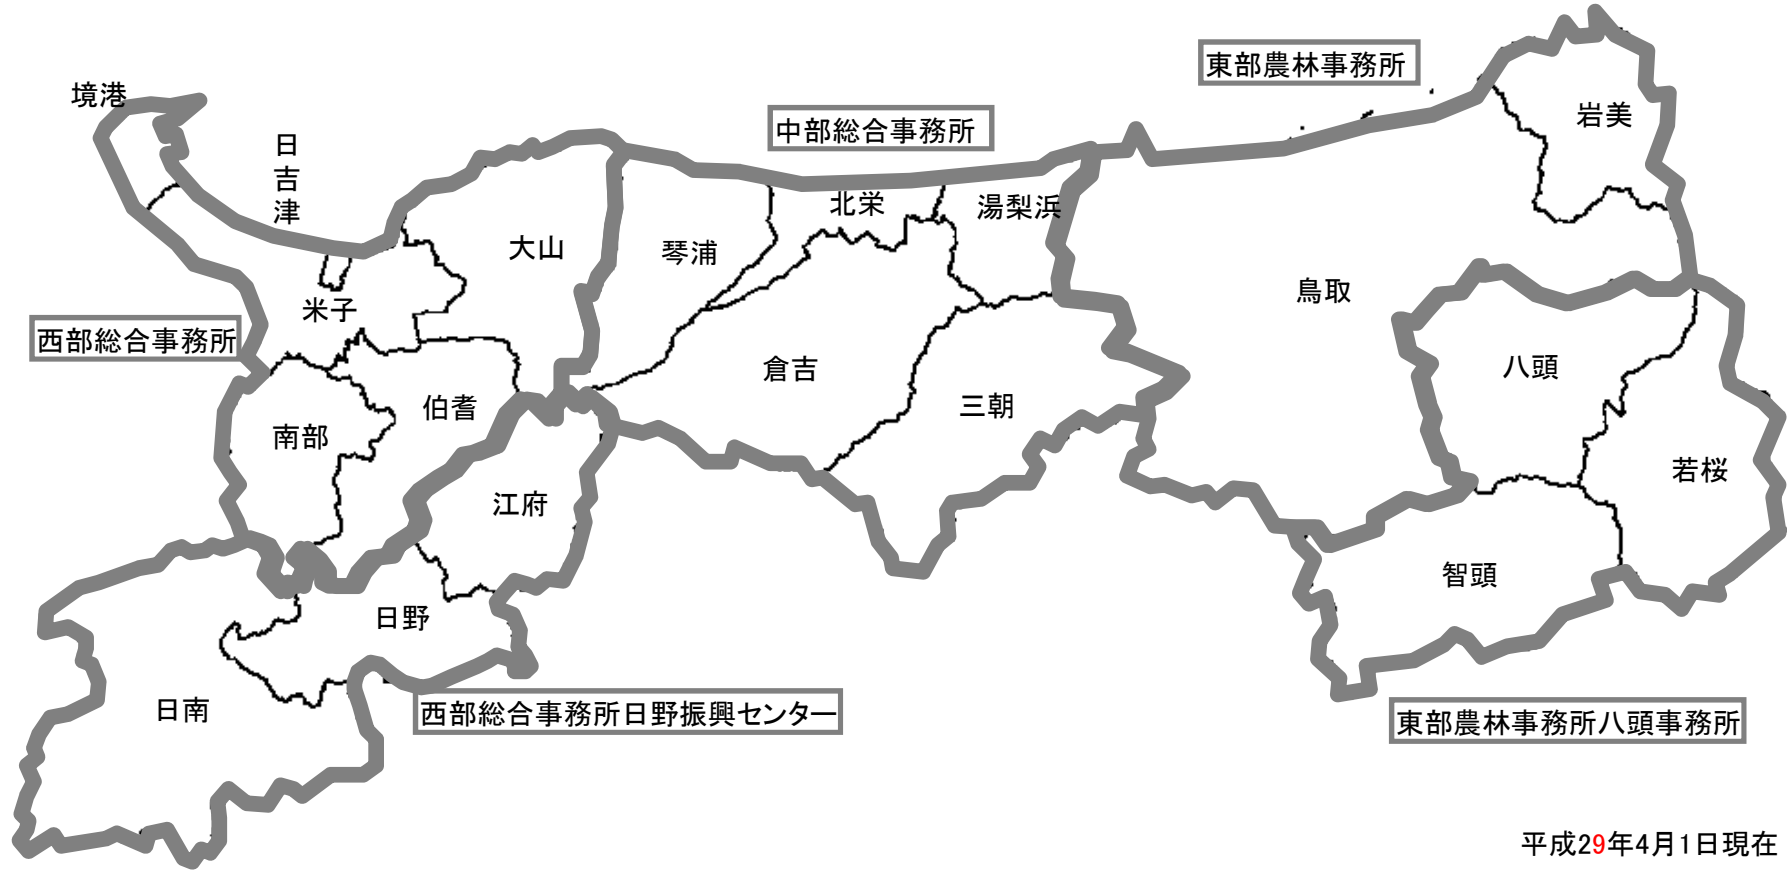 東部農林事務所
境港
岩美
中部総合事務所
日吉津
北栄
湯梨浜
大山
琴浦
鳥取
米子
西部総合事務所
倉吉
八頭
伯耆
三朝
南部
若桜
江府
智頭
日野
日南
西部総合事務所日野振興センター
東部農林事務所八頭事務所
平成29年4月1日現在